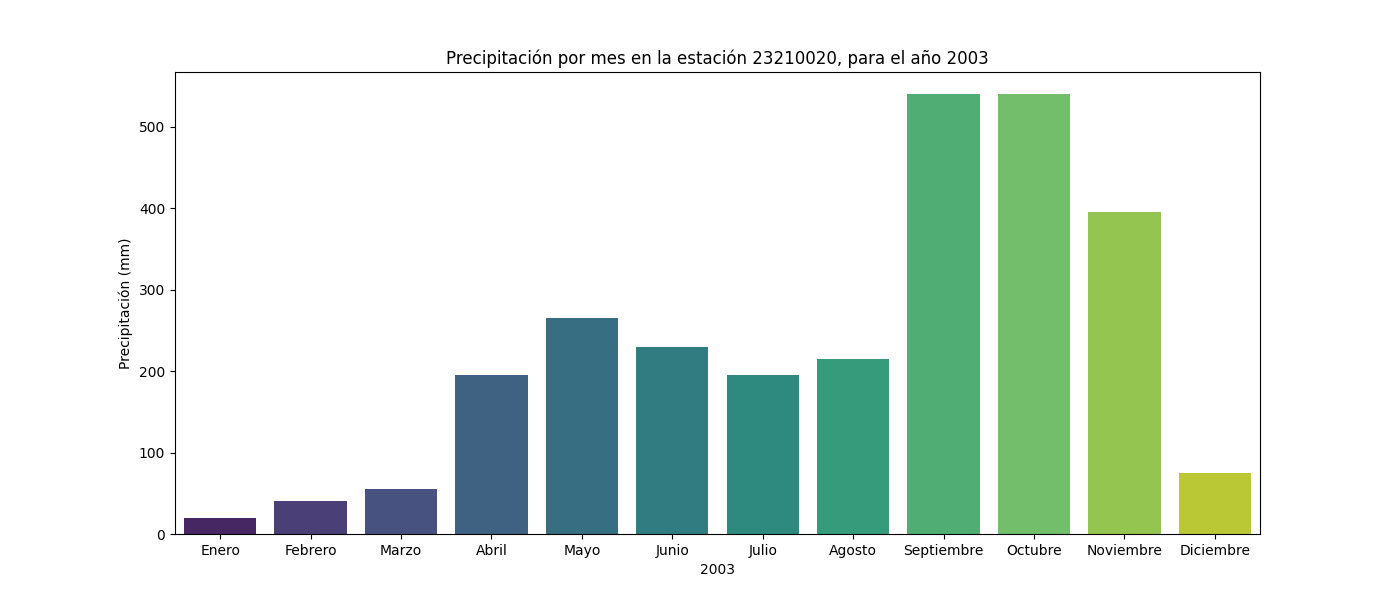 Precipitación por mes en la estación 23210020, para el año 2003
Precipitación (mm)
500
400
300
200
100
0
Enero Febrero Marzo Abril Mayo Junio Julio Agosto Septiembre Octubre Noviembre Diciembre
2003